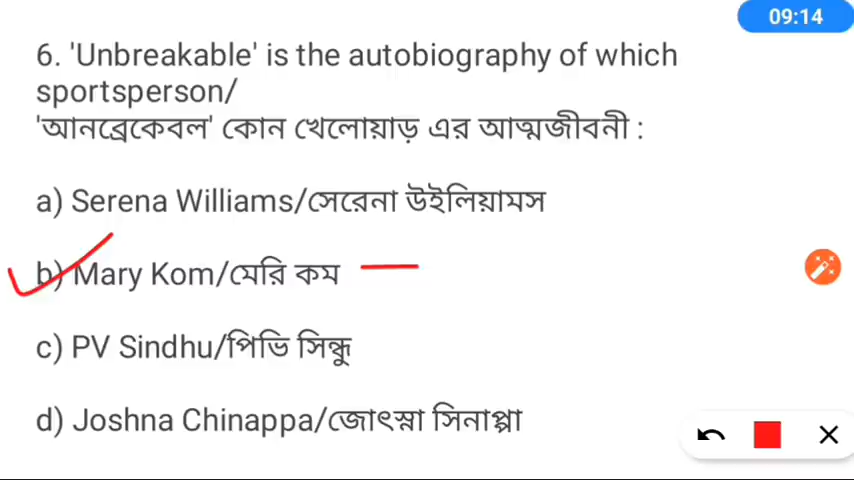 09:14
6. 'Unbreakable' is the autobiography of which
sportsperson/
'আনব্রেকেবল' কোন খেলোয়াড় এর আত্মজীবনী :
a) Serena Williams/সেরেনা উইলিয়ামস
b) Mary Kom/মেরি কম
c) PV Sindhu/পিভি সিন্ধু
d) Joshna Chinappa/জোৎস্না সিনাপ্পা